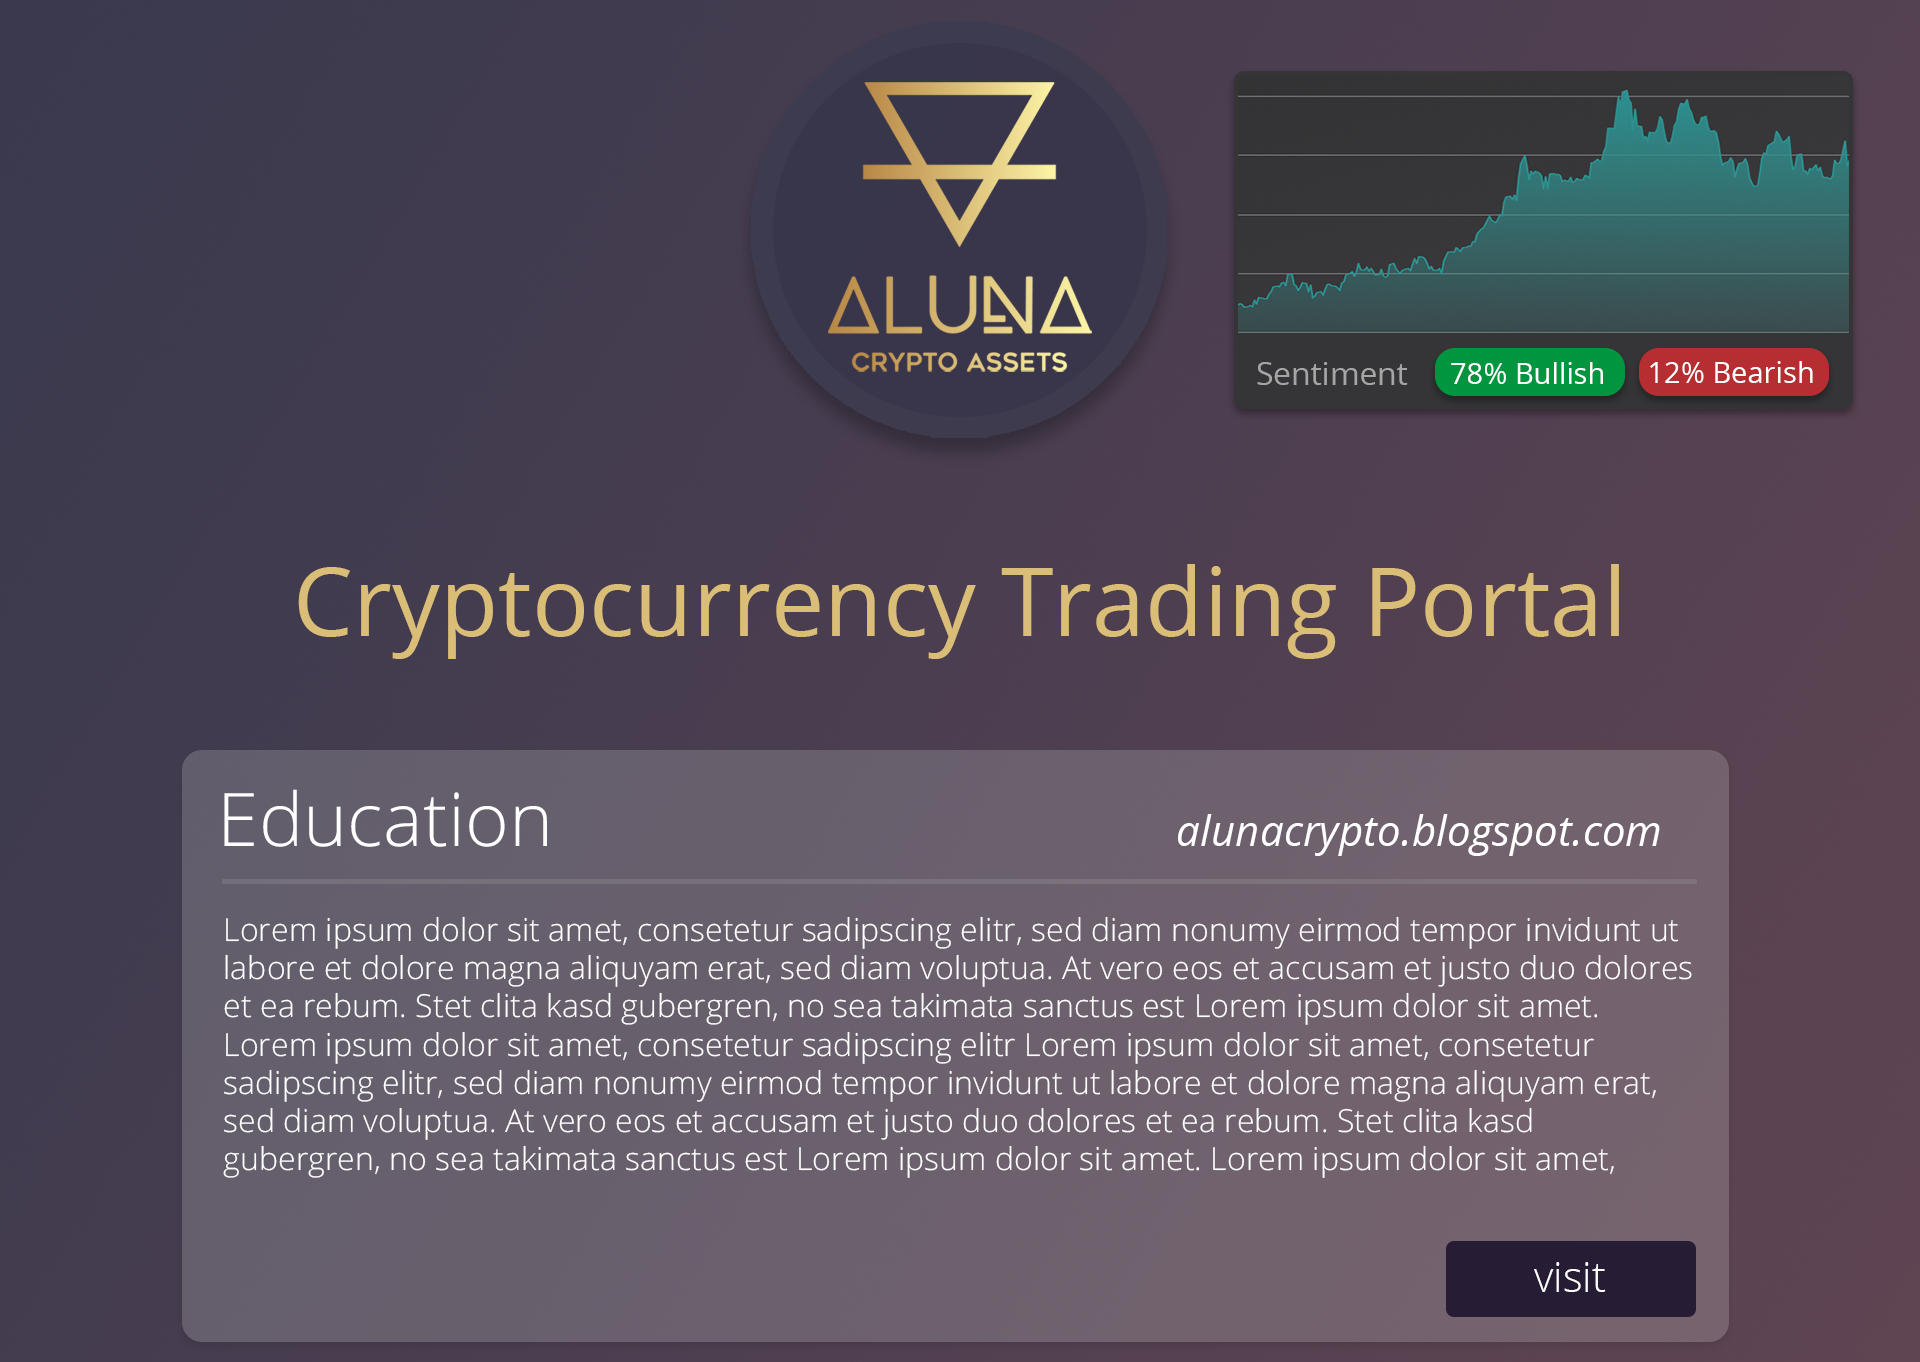 ALUNA
CRYPTO ASSETS
Sentiment 78% Bullish 12% Bearish
Cryptocurrency Trading Portal
Education
alunacrypto.blogspot.com
Lorem ipsum dolor sit amet, consetetur sadipscing elitr, sed diam nonumy eirmod tempor invidunt ut
labore et dolore magna aliquyam erat, sed diam voluptua. At vero eos et accusam et justo duo dolores
et ea rebum. Stet clita kasd gubergren, no sea takimata sanctus est Lorem ipsum dolor sit amet.
Lorem ipsum dolor sit amet, consetetur sadipscing elitr Lorem ipsum dolor sit amet, consetetur
sadipscing elitr, sed diam nonumy eirmod tempor invidunt ut labore et dolore magna aliquyam erat,
sed diam voluptua. At vero eos et accusam et justo duo dolores et ea rebum. Stet clita kasd
gubergren, no sea takimata sanctus est Lorem ipsum dolor sit amet. Lorem ipsum dolor sit amet,
visit